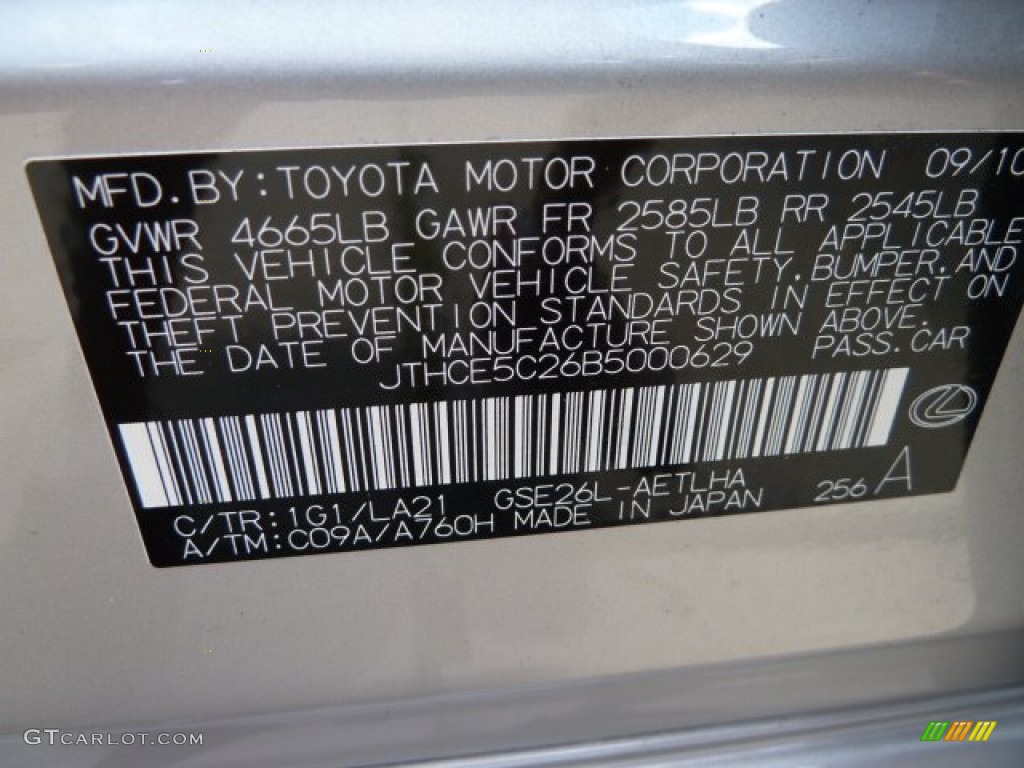 MFD. BY: TOYOTA MOTOR CORPORATION 09/10
GVWR 4665LB GAWR FR 2585LB RR 2545LB
THIS VEHICLE CONFORMS TO ALL APPLICABLE
FEDERAL MOTOR VEHICLE SAFETY, BUMPER, AND
THEFT PREVENTION STANDARDS IN EFFECT ON
THE DATE OF MANUFACTURE SHOWN ABOVE.
JTHCE5C26B5000629 PASS. CAR
C/TR: 1G1/LA21 GSE26L-AETLHA 256 A
A/TM: C09A/A760H MADE IN JAPAN
GTCARLOT.COM